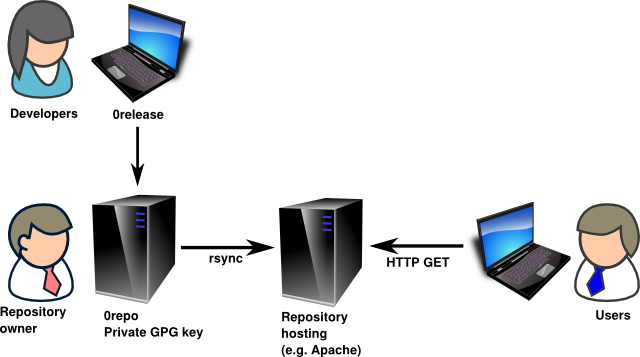 Developers
0release
rsync
HTTP GET
Repository
owner
0repo
Private GPG key
Repository
hosting
(e.g. Apache)
Users